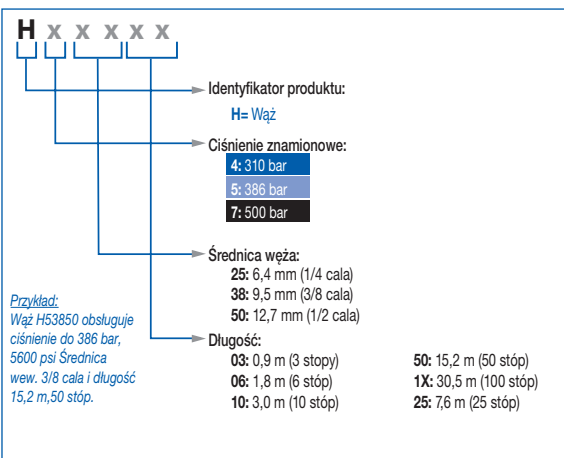 H x x x x x
Identyfikator produktu:
H= Wąż
Ciśnienie znamionowe:
4: 310 bar
5: 386 bar
7: 500 bar
Średnica węża:
25: 6,4 mm (1/4 cala)
38: 9,5 mm (3/8 cala)
50: 12,7 mm (1/2 cala)
Przykład:
Wąż H53850 obsługuje
ciśnienie do 386 bar,
5600 psi Średnica
wew. 3/8 cala i długość
15,2 m,50 stóp.
Długość:
03: 0,9 m (3 stopy)
06: 1,8 m (6 stóp)
10: 3,0 m (10 stóp)
50: 15,2 m (50 stóp)
1X: 30,5 m (100 stóp)
25: 7,6 m (25 stóp)